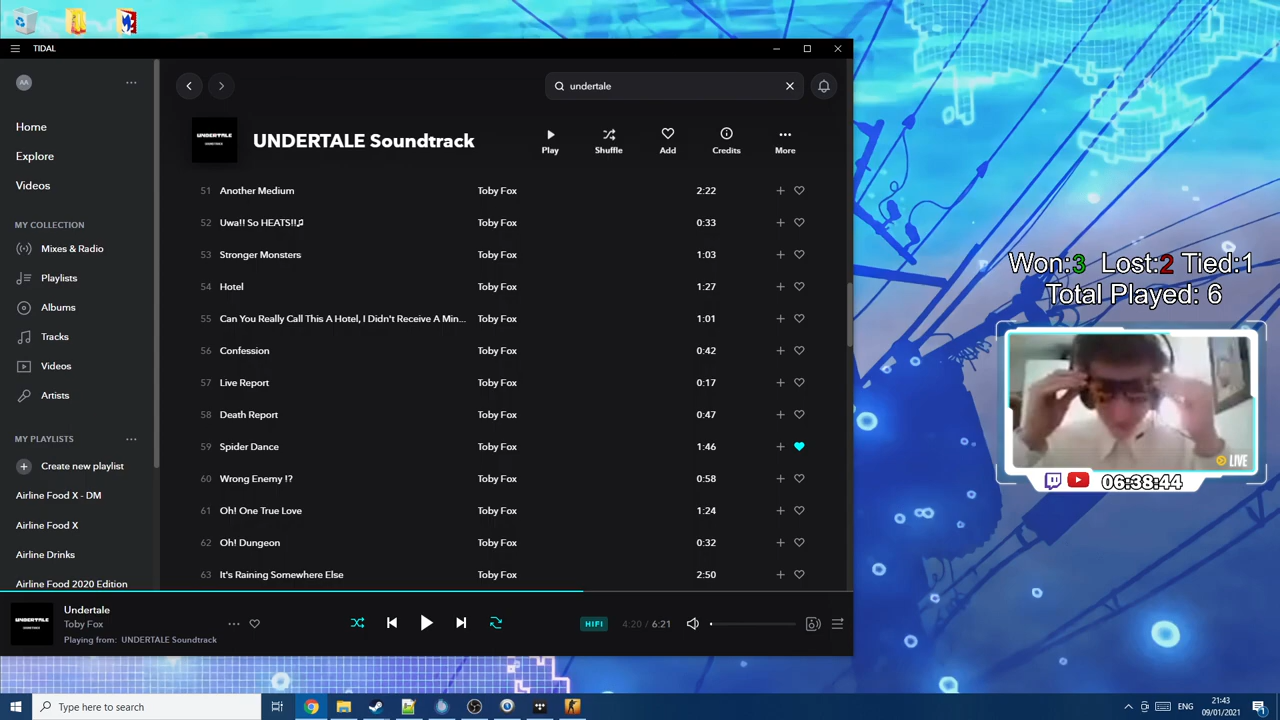 TIDAL
AA
undertale
UNDERTALE
SOUNDTRACK
UNDERTALE Soundtrack
Play
Shuffle
Add
Credits
More
Home
Explore
Videos
MY COLLECTION
Mixes & Radio
Playlists
Albums
Tracks
Videos
Artists
MY PLAYLISTS
Create new playlist
Airline Food X - DM
Airline Food X
Airline Drinks
Airline Food 2020 Edition
51 Another Medium Toby Fox 2:22
52 Uwa!! So HEATS!!♫ Toby Fox 0:33
53 Stronger Monsters Toby Fox 1:03
54 Hotel Toby Fox 1:27
55 Can You Really Call This A Hotel, I Didn't Receive A Min... Toby Fox 1:01
56 Confession Toby Fox 0:42
57 Live Report Toby Fox 0:17
58 Death Report Toby Fox 0:47
59 Spider Dance Toby Fox 1:46
60 Wrong Enemy !? Toby Fox 0:58
61 Oh! One True Love Toby Fox 1:24
62 Oh! Dungeon Toby Fox 0:32
63 It's Raining Somewhere Else Toby Fox 2:50
UNDERTALE
SOUNDTRACK
Undertale
Toby Fox
Playing from: UNDERTALE Soundtrack
HIFI 4:20 / 6:21
Won:3 Lost:2 Tied:1
Total Played: 6
LIVE
06:38:44
Type here to search
ENG
21:43
09/01/2021
1